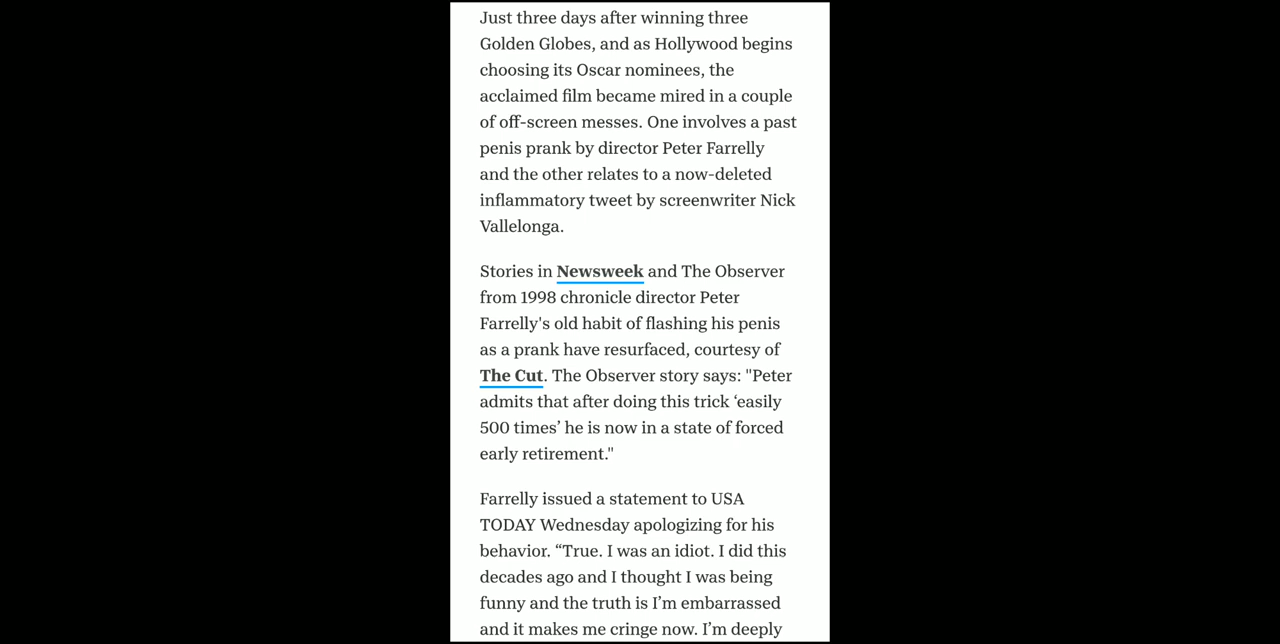 Just three days after winning three
Golden Globes, and as Hollywood begins
choosing its Oscar nominees, the
acclaimed film became mired in a couple
of off-screen messes. One involves a past
penis prank by director Peter Farrelly
and the other relates to a now-deleted
inflammatory tweet by screenwriter Nick
Vallelonga.
Stories in Newsweek and The Observer
from 1998 chronicle director Peter
Farrelly's old habit of flashing his penis
as a prank have resurfaced, courtesy of
The Cut. The Observer story says: "Peter
admits that after doing this trick ‘easily
500 times’ he is now in a state of forced
early retirement."
Farrelly issued a statement to USA
TODAY Wednesday apologizing for his
behavior. “True. I was an idiot. I did this
decades ago and I thought I was being
funny and the truth is I’m embarrassed
and it makes me cringe now. I’m deeply